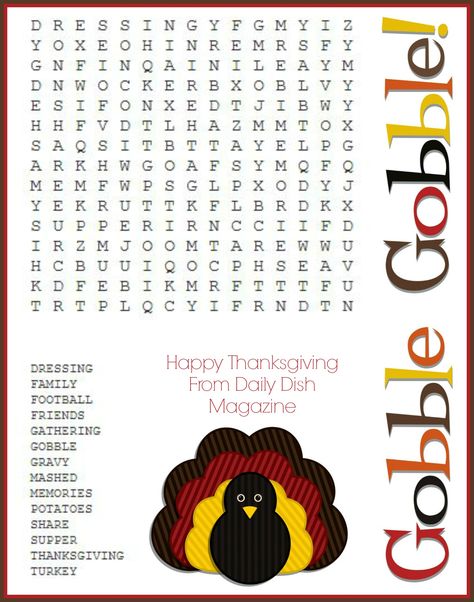 D R E S S I N G Y F G M Y I Z
Y O X E O H I N R E M R S F Y
G N F I N Q A I N I L E A Y M
D N W O C K E R B X O B L V Y
E S I F O N X E D T J I B W Y
H H F V D T L H A Z M M T O X
S A Q S I T B T T A Y E L P G
A R K H W G O A F S Y M Q F Q
M E M F W P S G L P X O D Y J
Y E K R U T T K F L B R D K X
S U P P E R I R N C C I I F D
I R Z M J O O M T A R E W W U
H C B U U I Q O C P H S E A V
K D F E B I K M R F T T T F U
T R T P L Q C Y I F R N D T N
DRESSING
FAMILY
FOOTBALL
FRIENDS
GATHERING
GOBBLE
GRAVY
MASHED
MEMORIES
POTATOES
SHARE
SUPPER
THANKSGIVING
TURKEY
Happy Thanksgiving
From Daily Dish
Magazine
Gobble Gobble!